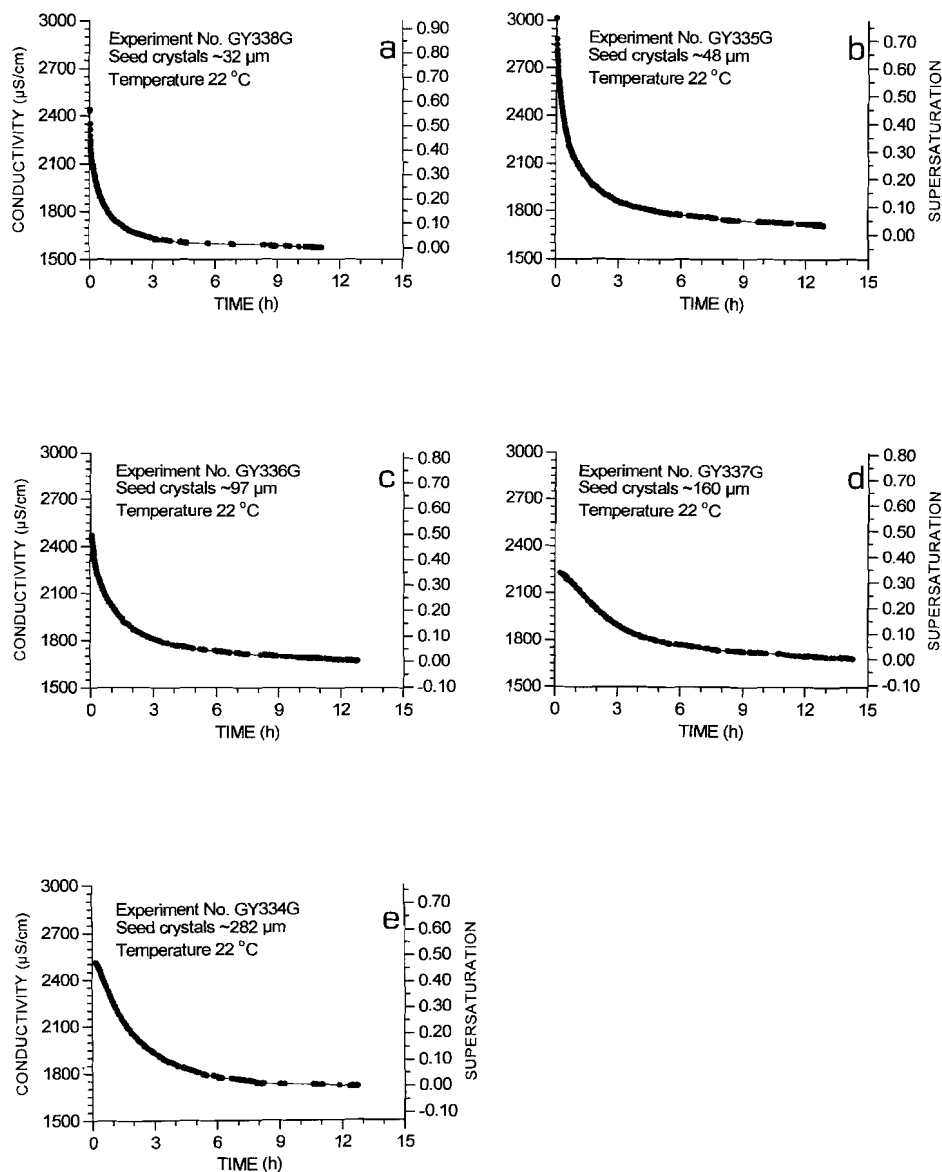 a
Experiment No. GY338G
Seed crystals ~32 µm
Temperature 22 °C
CONDUCTIVITY (µS/cm)
3000
2700
2400
2100
1800
1500
0.90
0.80
0.70
0.60
0.50
0.40
0.30
0.20
0.10
0.00
0 3 6 9 12 15
TIME (h)
b
Experiment No. GY335G
Seed crystals ~48 µm
Temperature 22 °C
3000
2700
2400
2100
1800
1500
0.70
0.60
0.50
0.40
0.30
0.20
0.10
0.00
SUPERSATURATION
0 3 6 9 12 15
TIME (h)
c
Experiment No. GY336G
Seed crystals ~97 µm
Temperature 22 °C
CONDUCTIVITY (µS/cm)
3000
2700
2400
2100
1800
1500
0.80
0.70
0.60
0.50
0.40
0.30
0.20
0.10
0.00
-0.10
0 3 6 9 12 15
TIME (h)
d
Experiment No. GY337G
Seed crystals ~160 µm
Temperature 22 °C
3000
2700
2400
2100
1800
1500
0.80
0.70
0.60
0.50
0.40
0.30
0.20
0.10
0.00
-0.10
SUPERSATURATION
0 3 6 9 12 15
TIME (h)
e
Experiment No. GY334G
Seed crystals ~282 µm
Temperature 22 °C
CONDUCTIVITY (µS/cm)
3000
2700
2400
2100
1800
1500
0.70
0.60
0.50
0.40
0.30
0.20
0.10
0.00
-0.10
SUPERSATURATION
0 3 6 9 12 15
TIME (h)